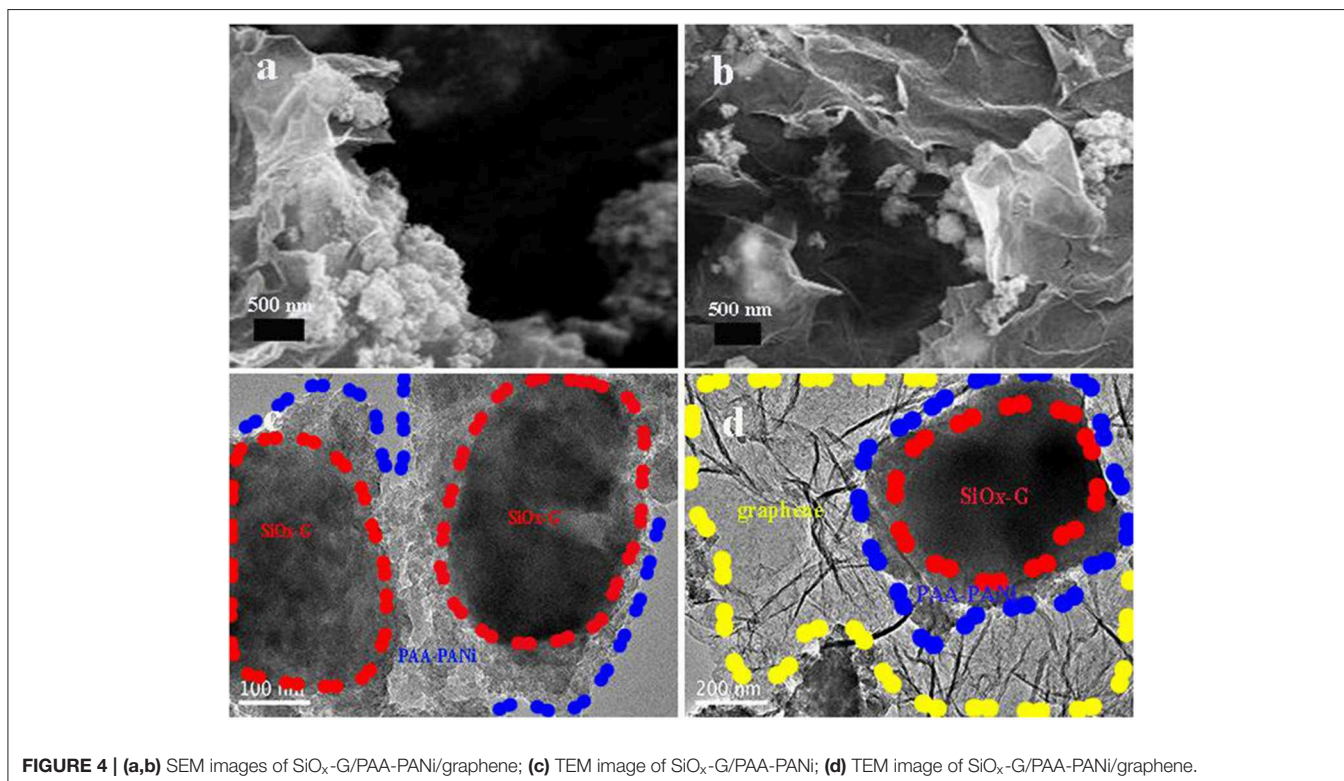 a
b
500 nm
500 nm
d
SiOx-G
SiOx-G
SiOx-G
graphene
PAA-PANi
PAA-PANi
100 nm
200 nm
FIGURE 4 | (a,b) SEM images of SiOₓ-G/PAA-PANi/graphene; (c) TEM image of SiOₓ-G/PAA-PANi; (d) TEM image of SiOₓ-G/PAA-PANi/graphene.